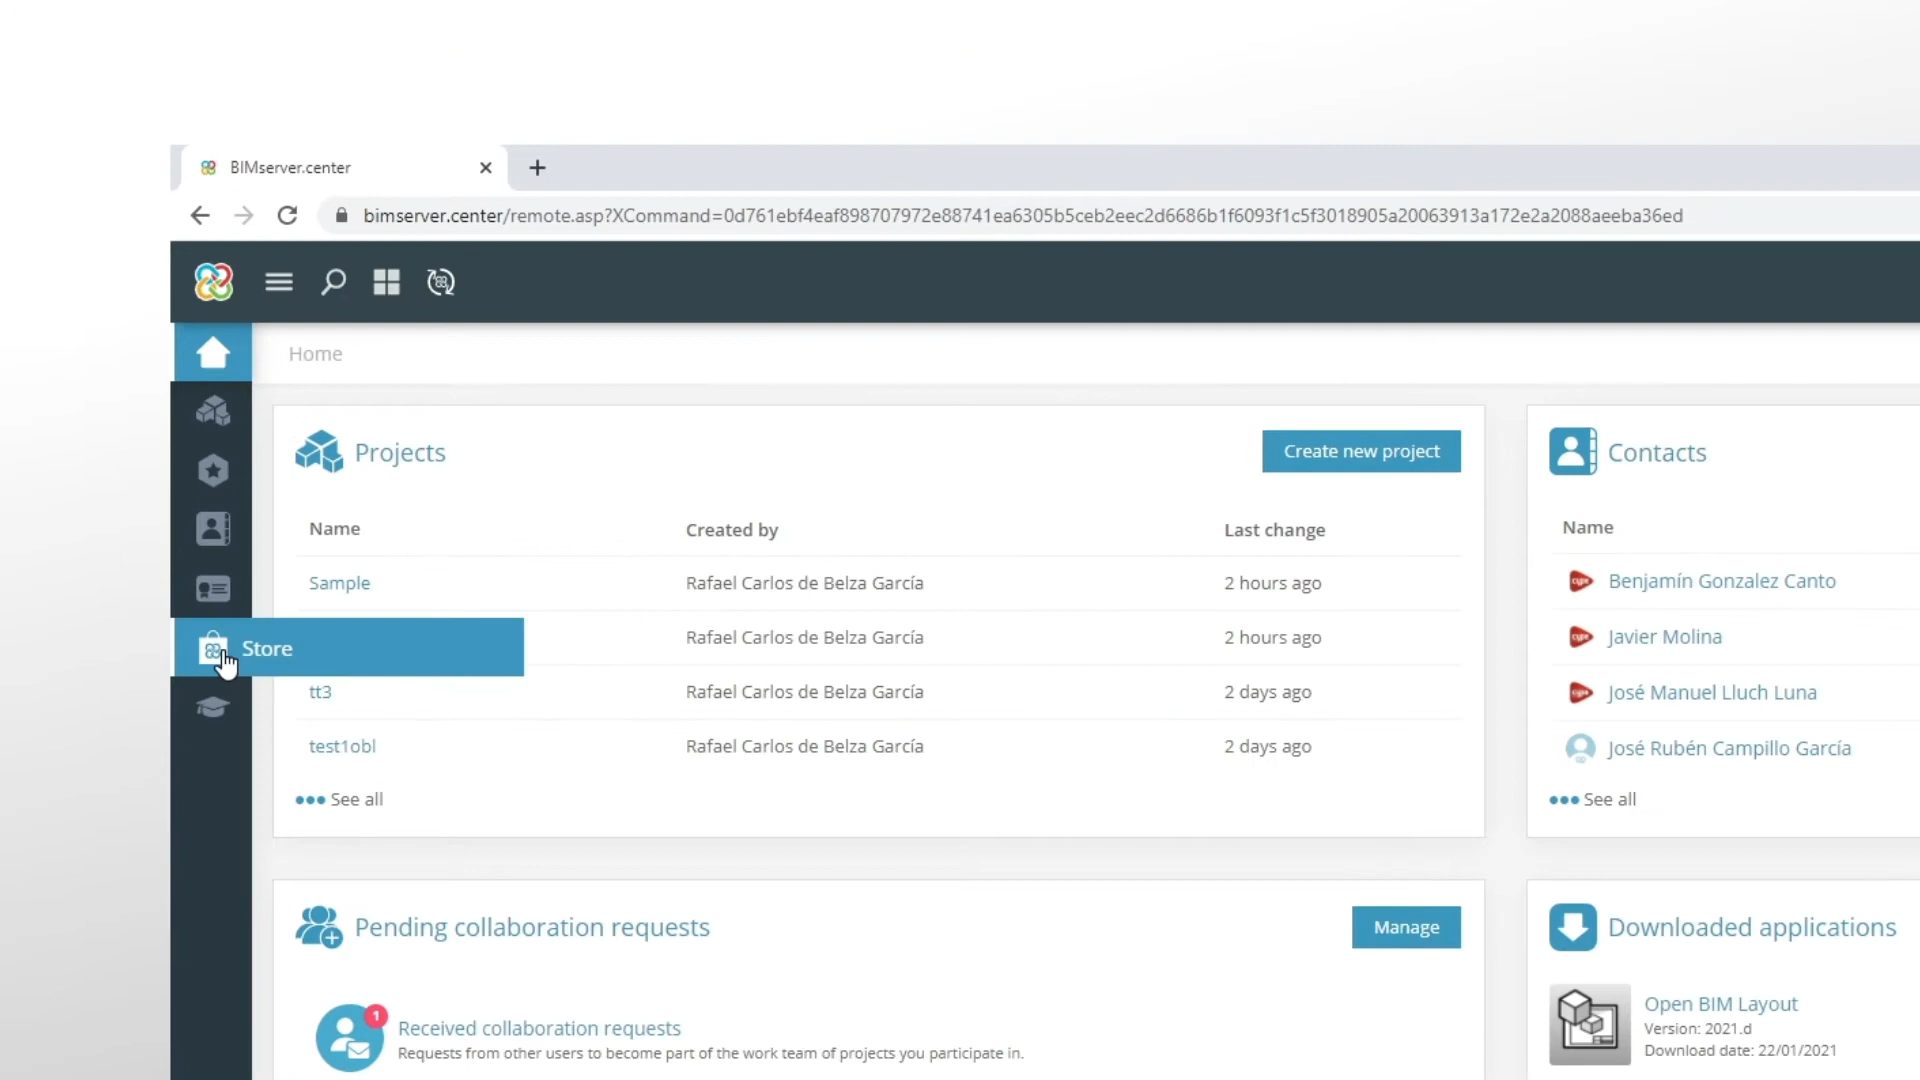 BIMserver.center
bimserver.center/remote.asp?XCommand=0d761ebf4eaf898707972e88741ea6305b5ceb2eec2d6686b1f6093f1c5f3018905a20063913a172e2a2088aeeba36ed
Home
Projects
Create new project
Name Created by Last change
Sample Rafael Carlos de Belza García 2 hours ago
Rafael Carlos de Belza García 2 hours ago
Store
tt3 Rafael Carlos de Belza García 2 days ago
test1obl Rafael Carlos de Belza García 2 days ago
See all
Contacts
Name
Benjamín Gonzalez Canto
Javier Molina
José Manuel Lluch Luna
José Rubén Campillo García
See all
Pending collaboration requests
Manage
1
Received collaboration requests
Requests from other users to become part of the work team of projects you participate in.
Downloaded applications
Open BIM Layout
Version: 2021.d
Download date: 22/01/2021